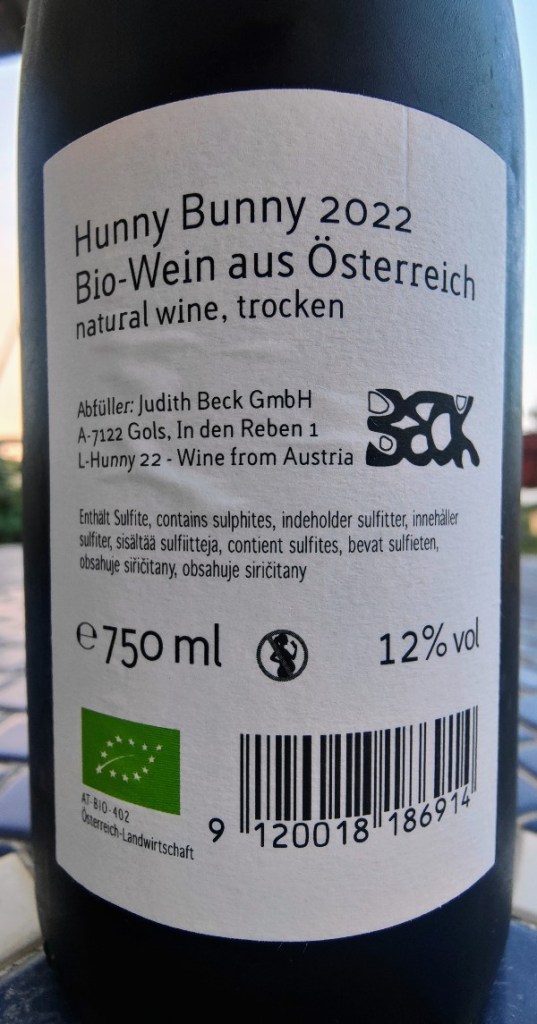 Hunny Bunny 2022
Bio-Wein aus Österreich
natural wine, trocken
Abfüller: Judith Beck GmbH
A-7122 Gols, In den Reben 1
L-Hunny 22 - Wine from Austria
BECK
Enthält Sulfite, contains sulphites, indeholder sulfitter, innehåller
sulfiter, sisältää sulfiitteja, contient sulfites, bevat sulfieten,
obsahuje siřičitany, obsahuje siričitany
e 750 ml
12% vol
AT-BIO-402
Österreich-Landwirtschaft
9 120018 186914